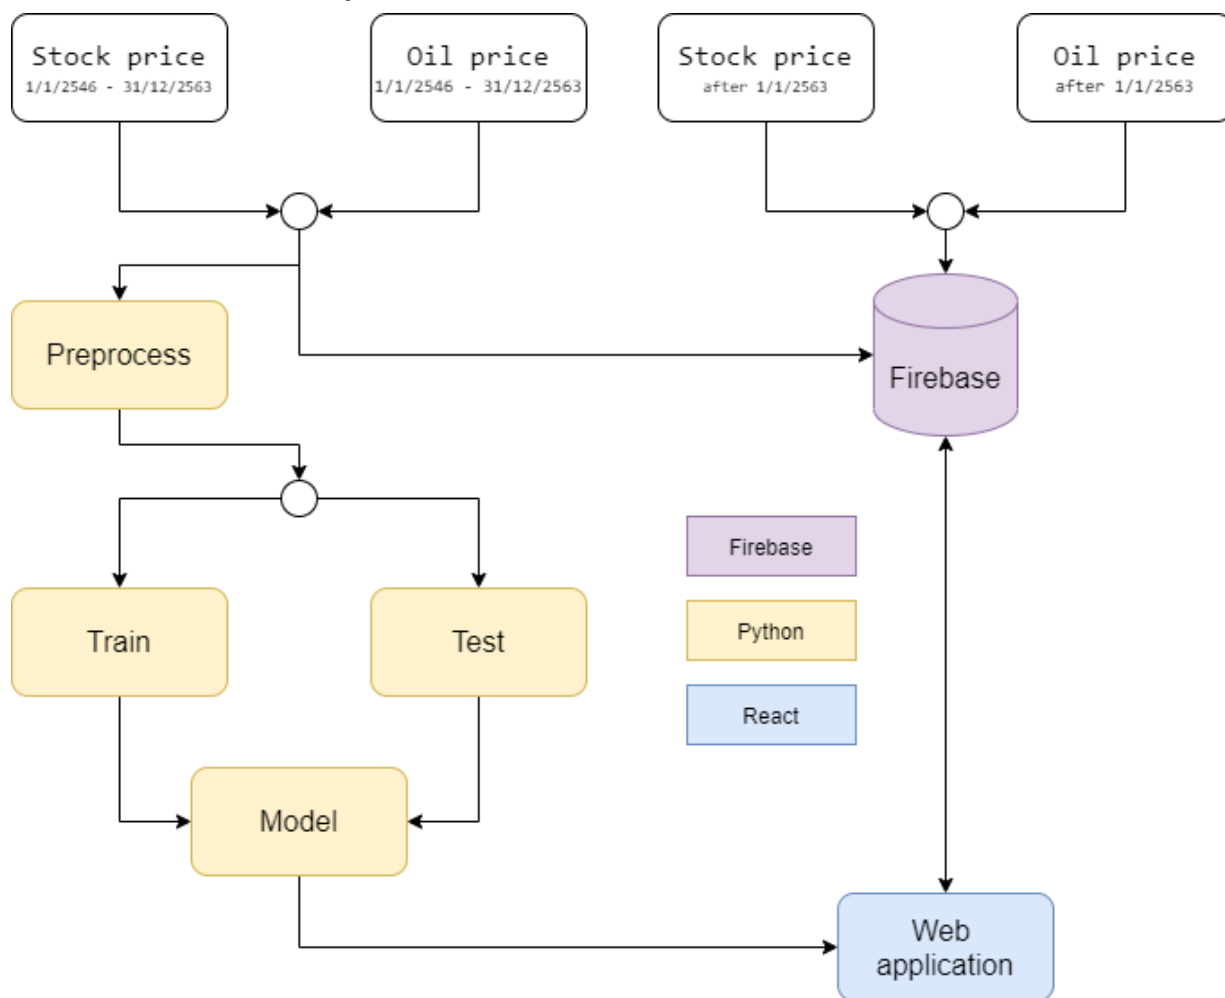 Stock price
1/1/2546 - 31/12/2563
Oil price
1/1/2546 - 31/12/2563
Stock price
after 1/1/2563
Oil price
after 1/1/2563
Preprocess
Firebase
Train
Test
Firebase
Python
React
Model
Web
application